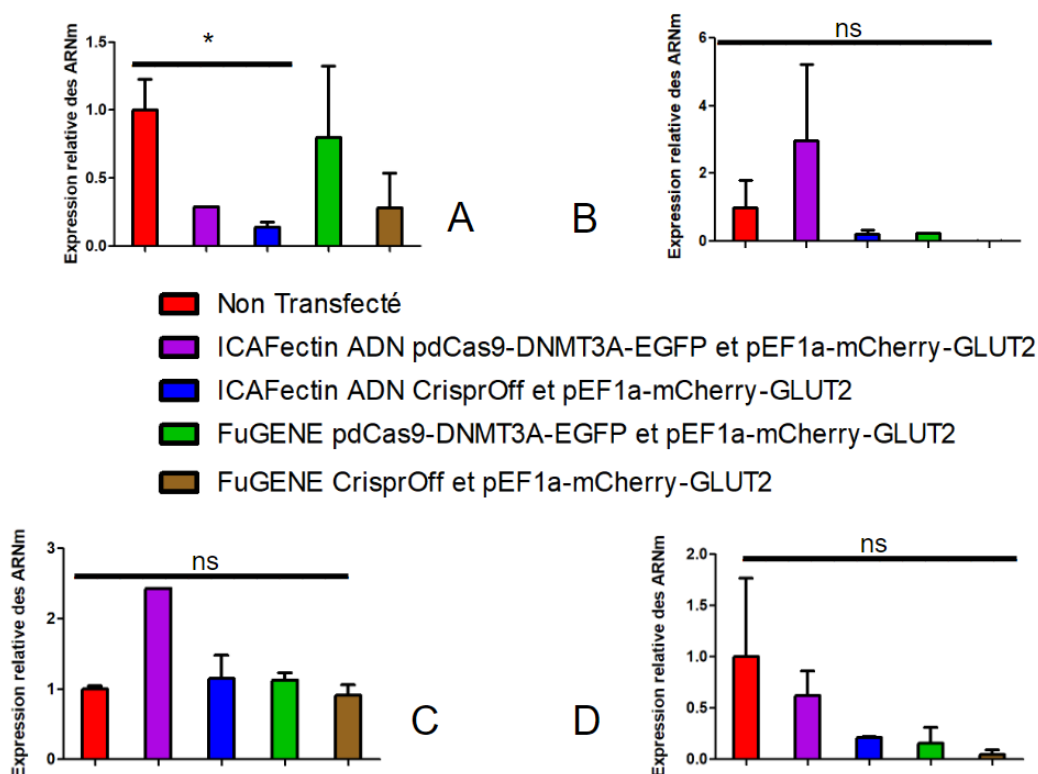 Expression relative des ARNm
1.5
1.0
0.5
0.0
*
A
B
Expression relative des ARNm
6
4
2
0
ns
Non Transfecté
ICAFectin ADN pdCas9-DNMT3A-EGFP et pEF1a-mCherry-GLUT2
ICAFectin ADN CrisprOff et pEF1a-mCherry-GLUT2
FuGENE pdCas9-DNMT3A-EGFP et pEF1a-mCherry-GLUT2
FuGENE CrisprOff et pEF1a-mCherry-GLUT2
Expression relative des ARNm
3
2
1
0
ns
C
D
Expression relative des ARNm
2.0
1.5
1.0
0.5
0.0
ns